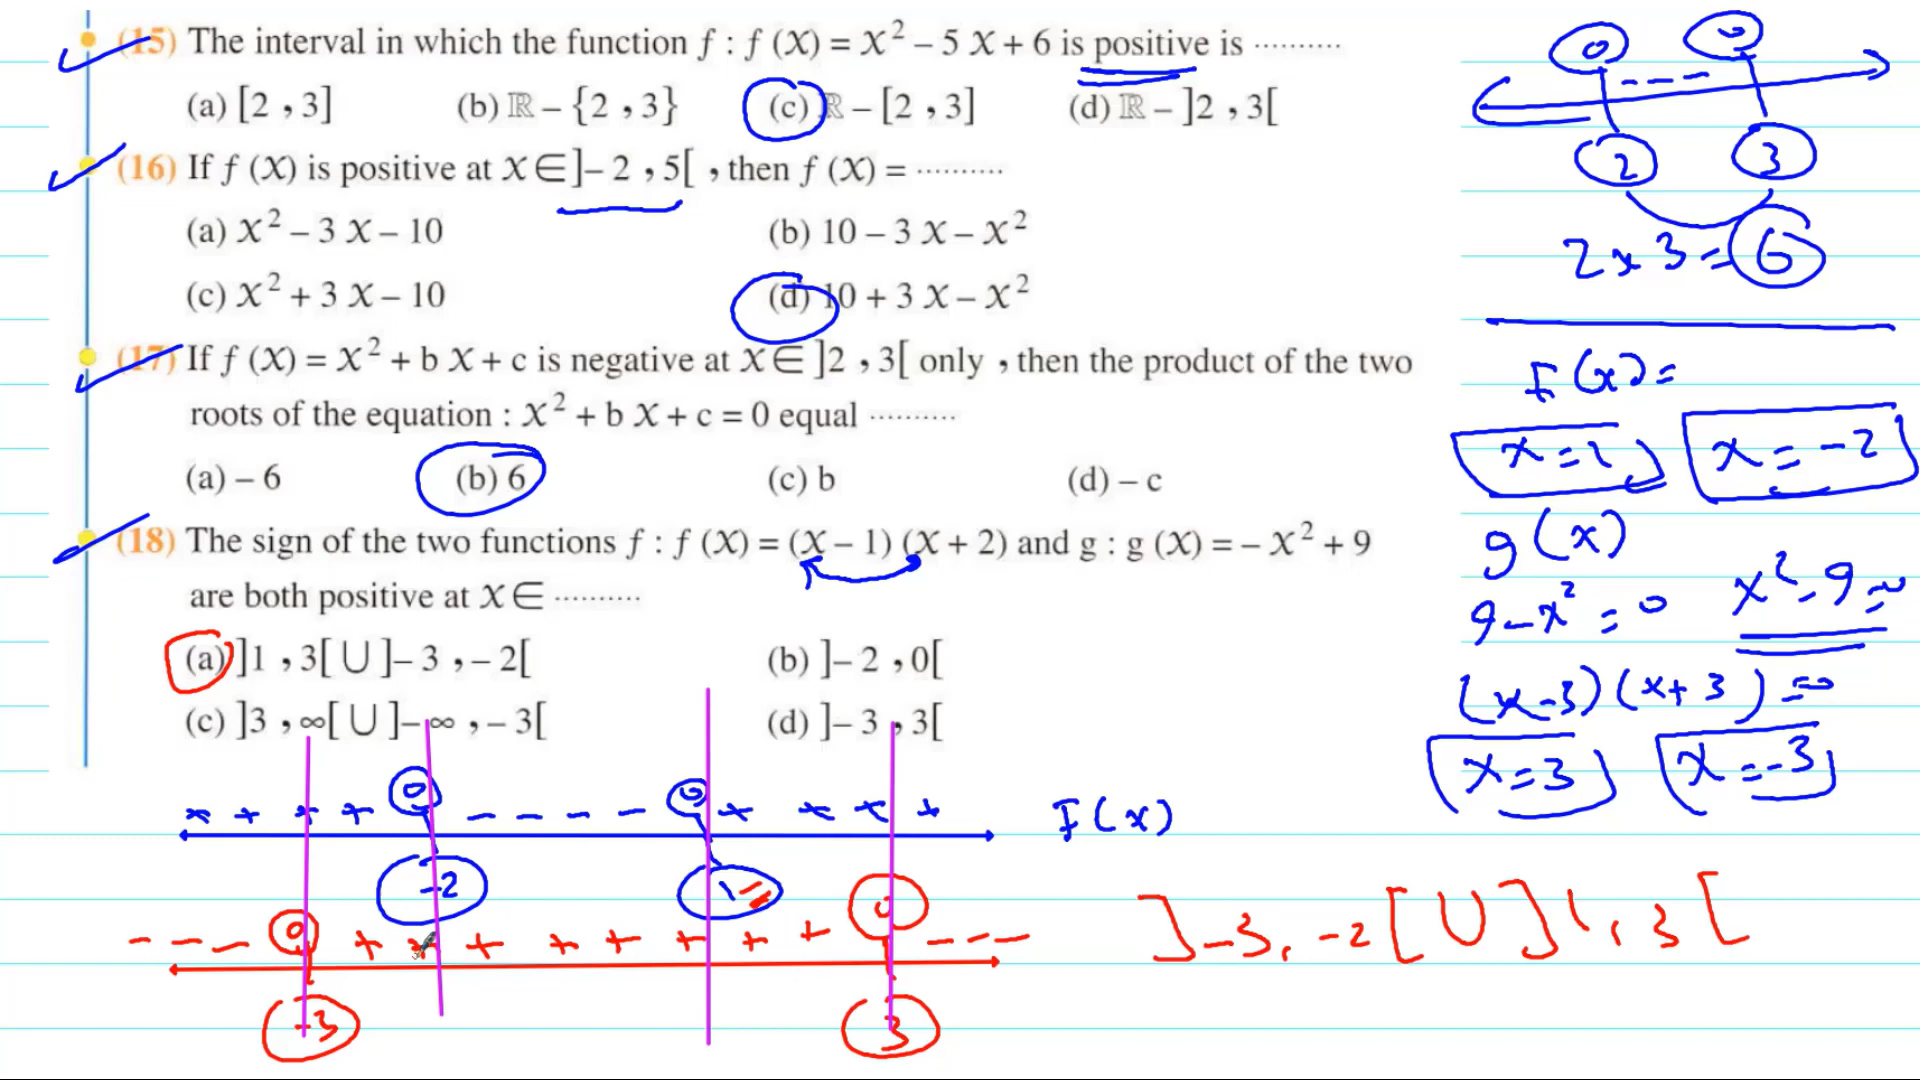 (15) The interval in which the function f : f (X) = X² – 5 X + 6 is positive is ··········
(a) [2 , 3]
(b) ℝ – {2 , 3}
(c) ℝ – [2 , 3]
(d) ℝ – ]2 , 3[
(16) If f (X) is positive at X ∈ ]– 2 , 5[ , then f (X) = ··········
(a) X² – 3 X – 10
(b) 10 – 3 X – X²
(c) X² + 3 X – 10
(d) 10 + 3 X – X²
(17) If f (X) = X² + b X + c is negative at X ∈ ]2 , 3[ only , then the product of the two
roots of the equation : X² + b X + c = 0 equal ··········
(a) – 6
(b) 6
(c) b
(d) – c
(18) The sign of the two functions f : f (X) = (X – 1) (X + 2) and g : g (X) = – X² + 9
are both positive at X ∈ ··········
(a) ]1 , 3[ ∪ ]– 3 , – 2[
(b) ]– 2 , 0[
(c) ]3 , ∞[ ∪ ]– ∞ , – 3[
(d) ]– 3 , 3[
0 0
– – –
2 3
2 × 3 = 6
F(x) =
x = 1 x = -2
g(x)
9 - x² = 0 x² - 9 = 0
(x - 3)(x + 3) = 0
x = 3 x = -3
+ + + + 0 – – – – – 0 + + + + F(x)
-2 1
– – – 0 + + + + + + + + 0 – – –
-3 3
]-3, -2[ ∪ ]1, 3[